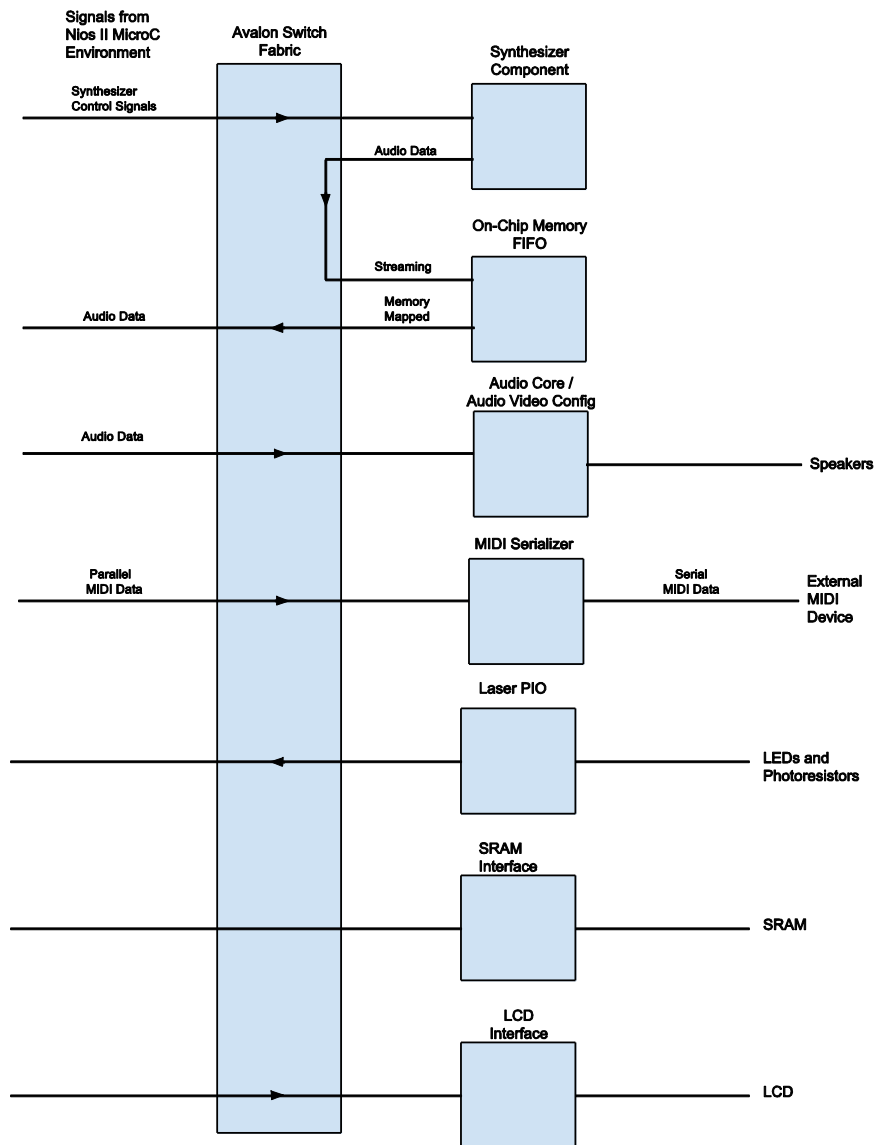 Signals from
Nios II MicroC
Environment
Avalon Switch
Fabric
Synthesizer
Component
Synthesizer
Control Signals
Audio Data
On-Chip Memory
FIFO
Streaming
Memory
Mapped
Audio Data
Audio Core /
Audio Video Config
Audio Data
Speakers
MIDI Serializer
Parallel
MIDI Data
Serial
MIDI Data
External
MIDI
Device
Laser PIO
LEDs and
Photoresistors
SRAM
Interface
SRAM
LCD
Interface
LCD